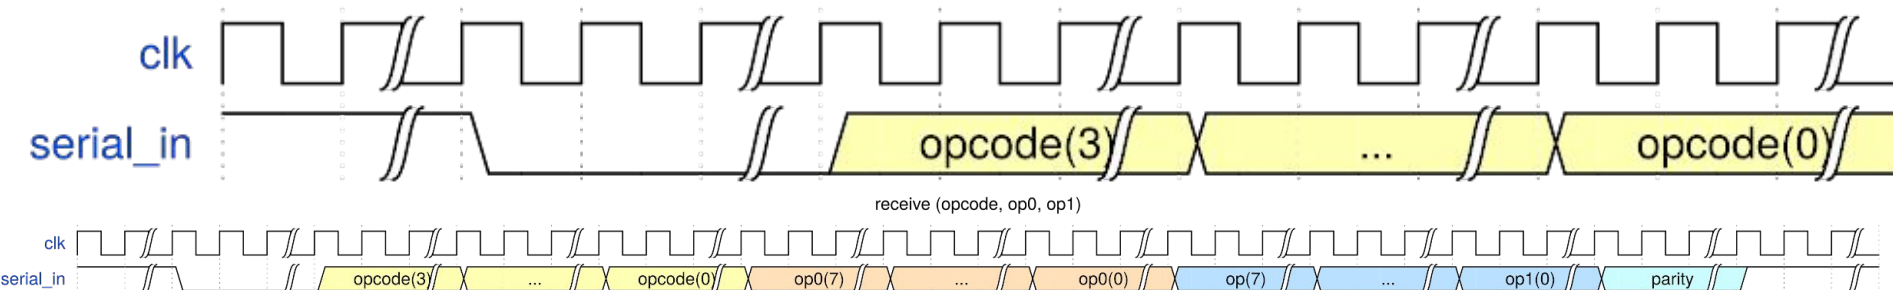 clk
serial_in opcode(3) ... opcode(0)
receive (opcode, op0, op1)
clk
serial_in opcode(3) ... opcode(0) op0(7) ... op0(0) op(7) ... op1(0) parity